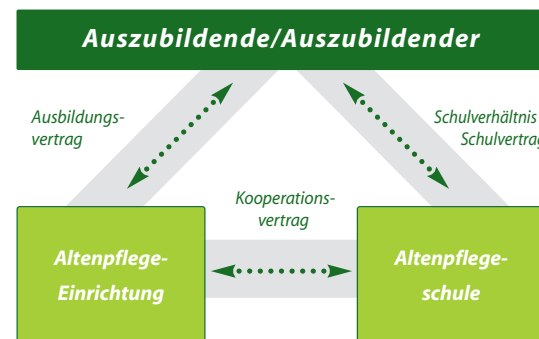 Auszubildende/Auszubildender
Ausbildungs-
vertrag
Schulverhältnis
Schulvertrag
Kooperations-
vertrag
Altenpflege-
Einrichtung
Altenpflege-
schule